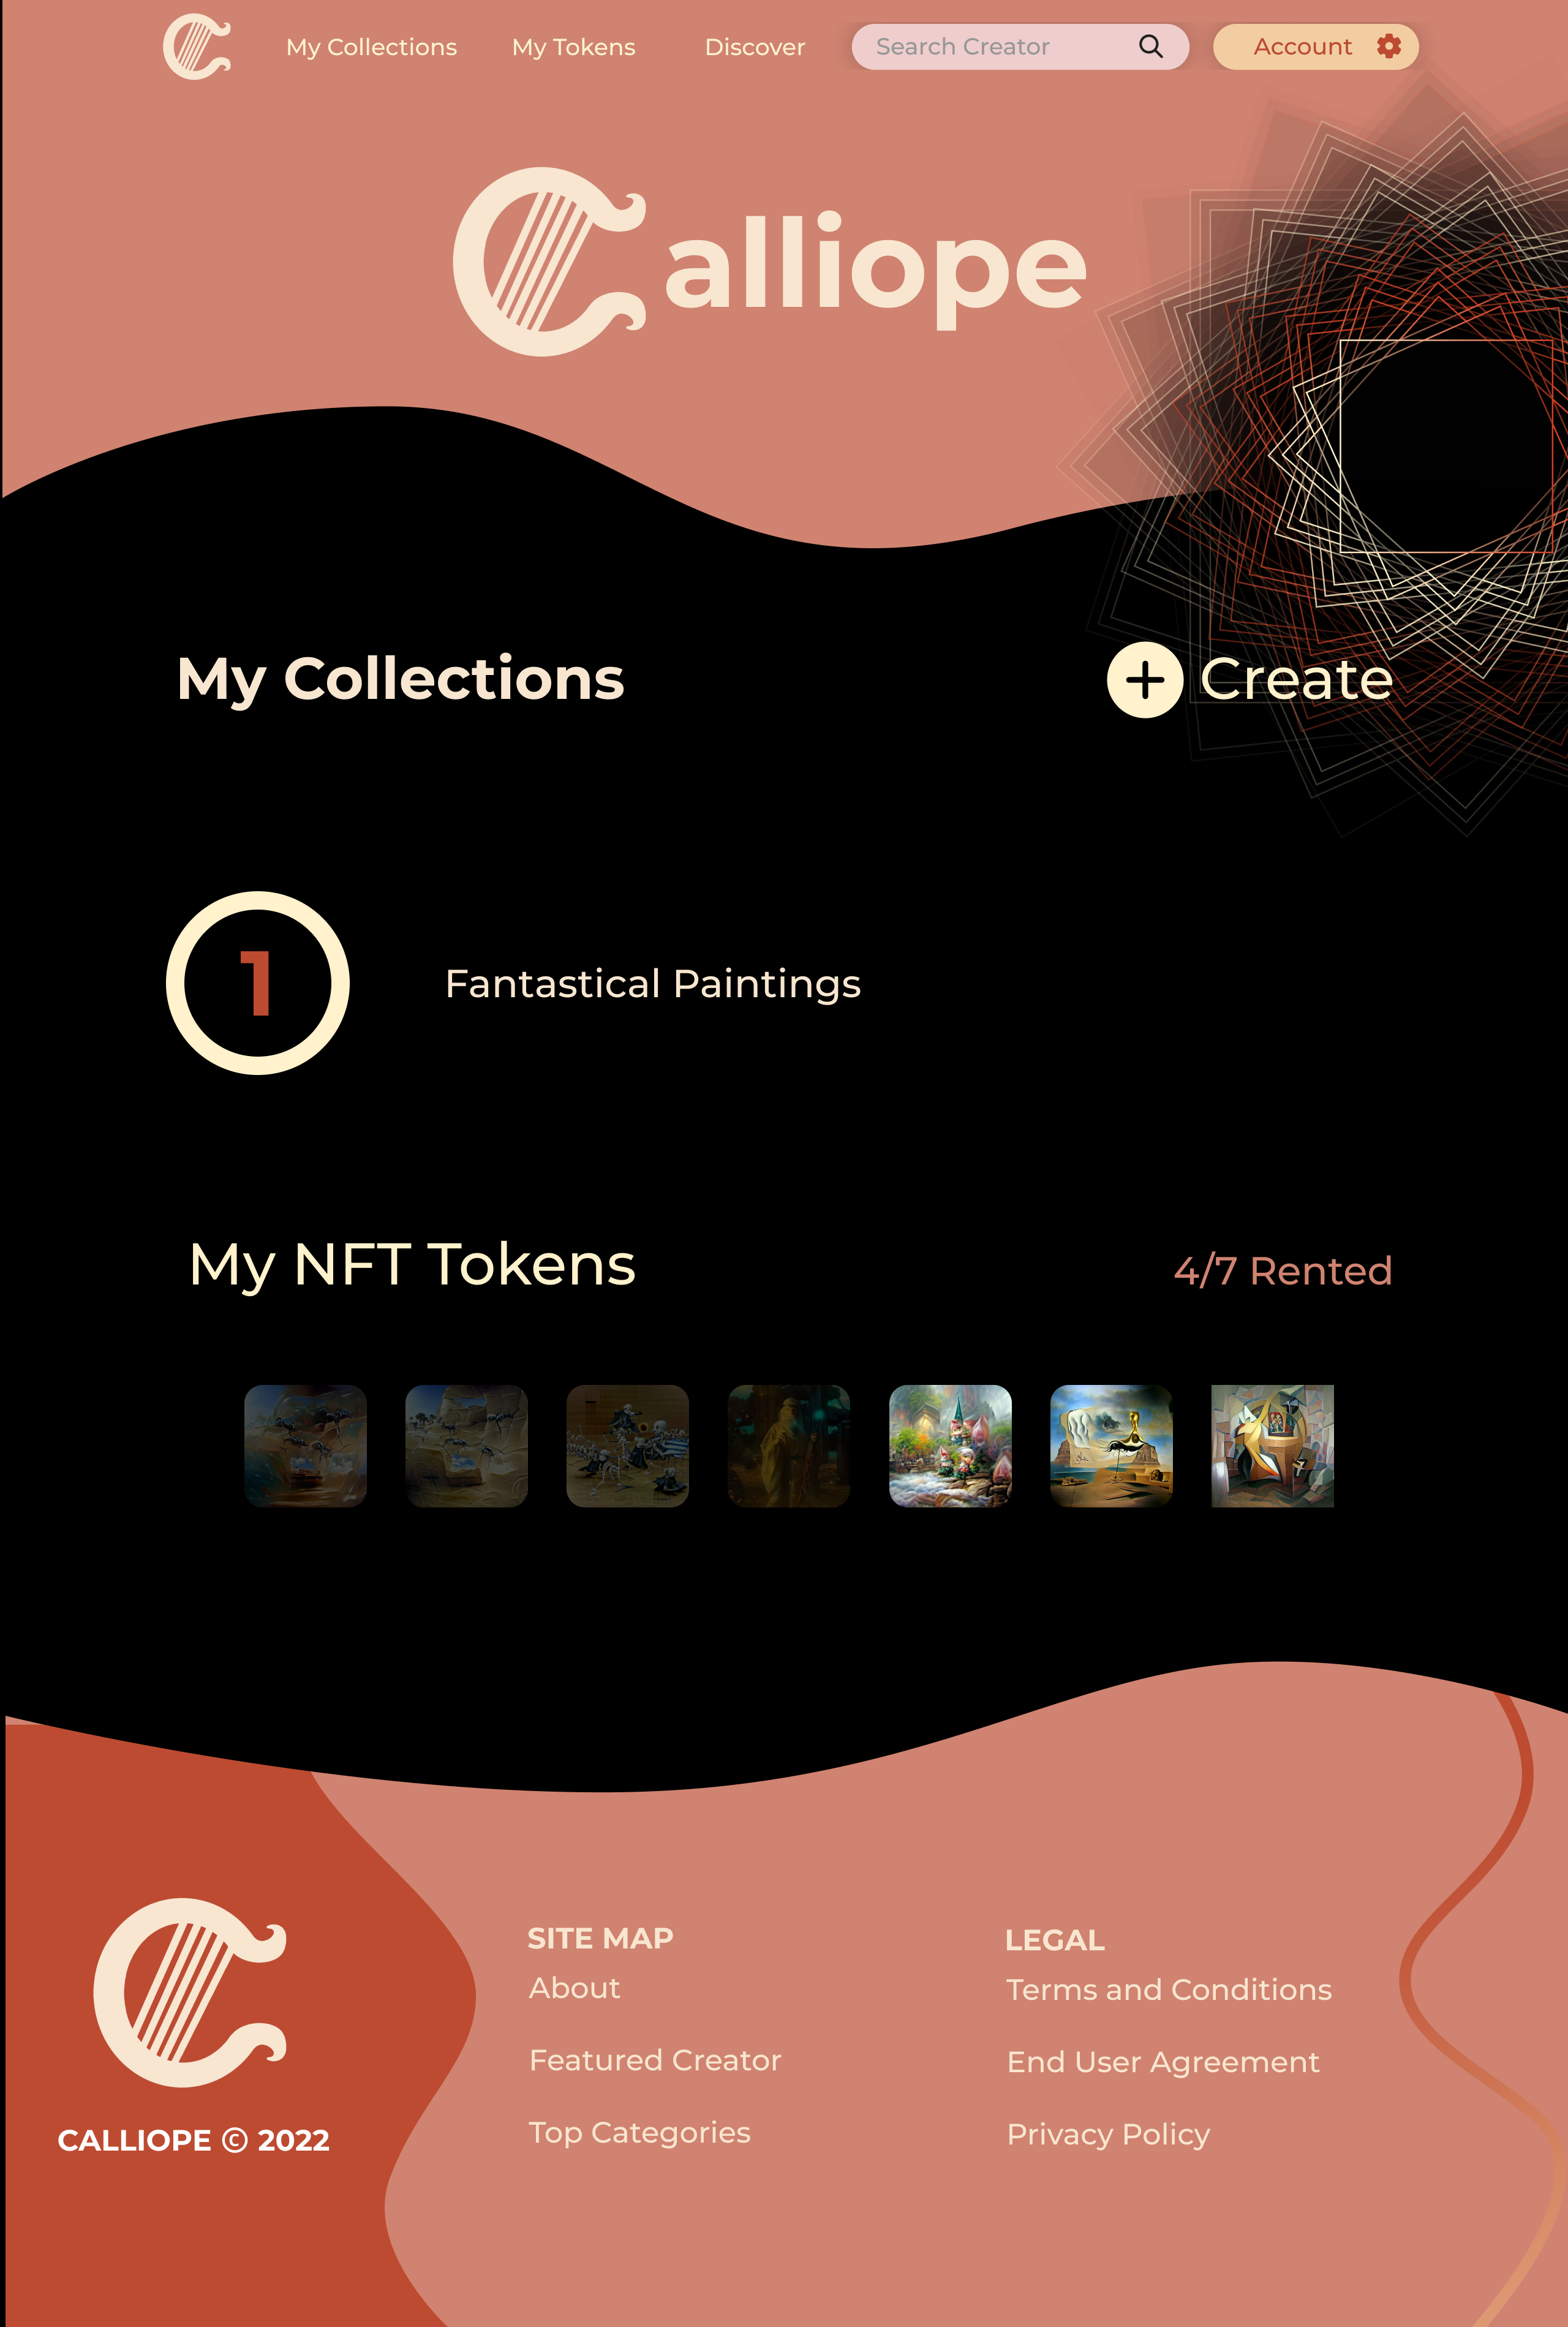 My Collections
My Tokens
Discover
Search Creator
Account
Calliope
My Collections
Create
1
Fantastical Paintings
My NFT Tokens
4/7 Rented
SITE MAP
About
Featured Creator
Top Categories
LEGAL
Terms and Conditions
End User Agreement
Privacy Policy
CALLIOPE © 2022